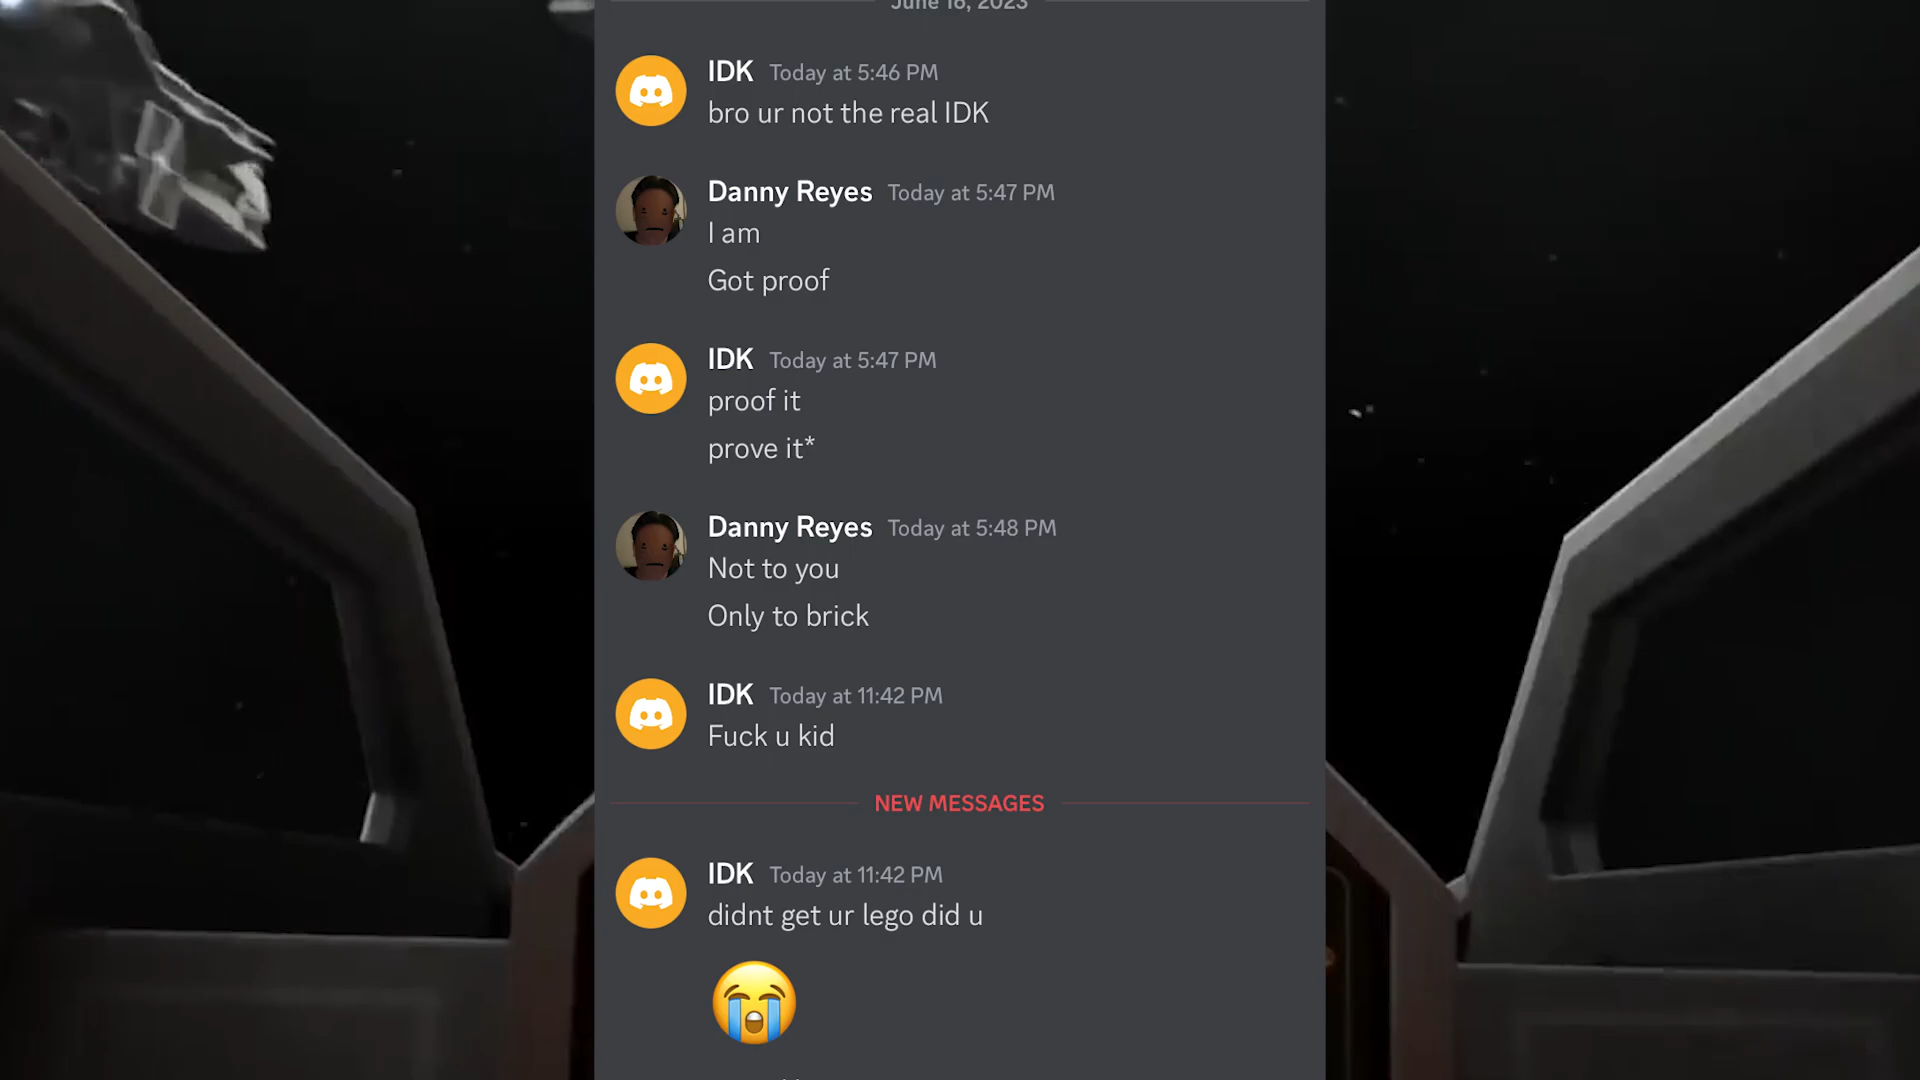 June 16, 2023
IDK Today at 5:46 PM
bro ur not the real IDK
Danny Reyes Today at 5:47 PM
I am
Got proof
IDK Today at 5:47 PM
proof it
prove it*
Danny Reyes Today at 5:48 PM
Not to you
Only to brick
IDK Today at 11:42 PM
Fuck u kid
NEW MESSAGES
IDK Today at 11:42 PM
didnt get ur lego did u